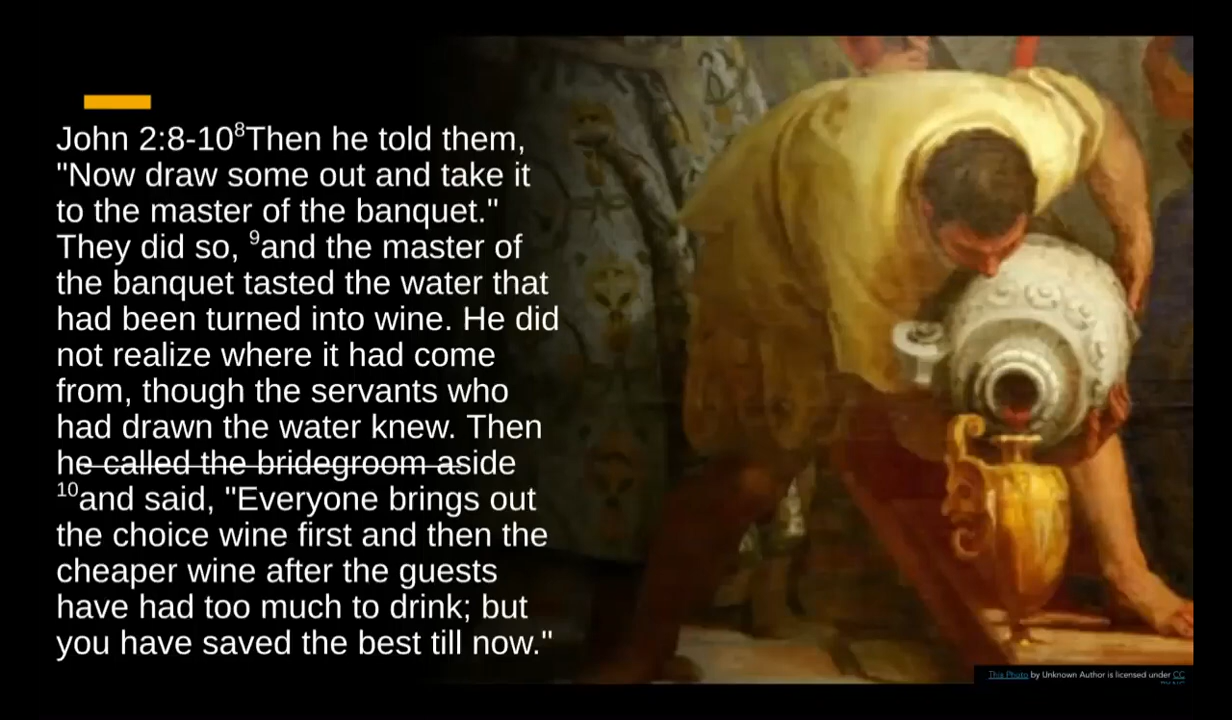 John 2:8-10⁸Then he told them,
"Now draw some out and take it
to the master of the banquet."
They did so, ⁹and the master of
the banquet tasted the water that
had been turned into wine. He did
not realize where it had come
from, though the servants who
had drawn the water knew. Then
he called the bridegroom aside
¹⁰and said, "Everyone brings out
the choice wine first and then the
cheaper wine after the guests
have had too much to drink; but
you have saved the best till now."
This Photo by Unknown Author is licensed under CC